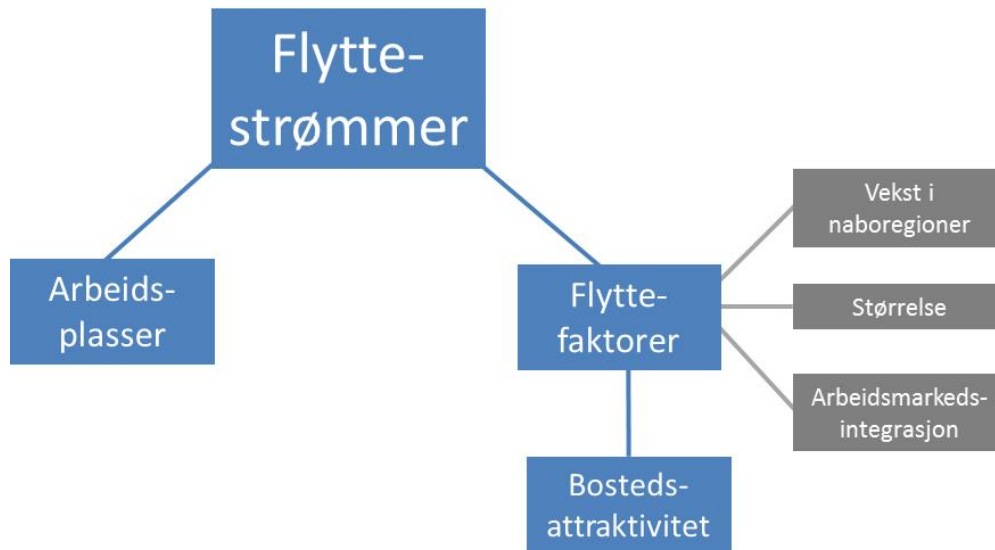 Flytte-
strømmer
Arbeids-
plasser
Flytte-
faktorer
Bosteds-
attraktivitet
Vekst i
naboregioner
Størrelse
Arbeidsmarkeds-
integrasjon